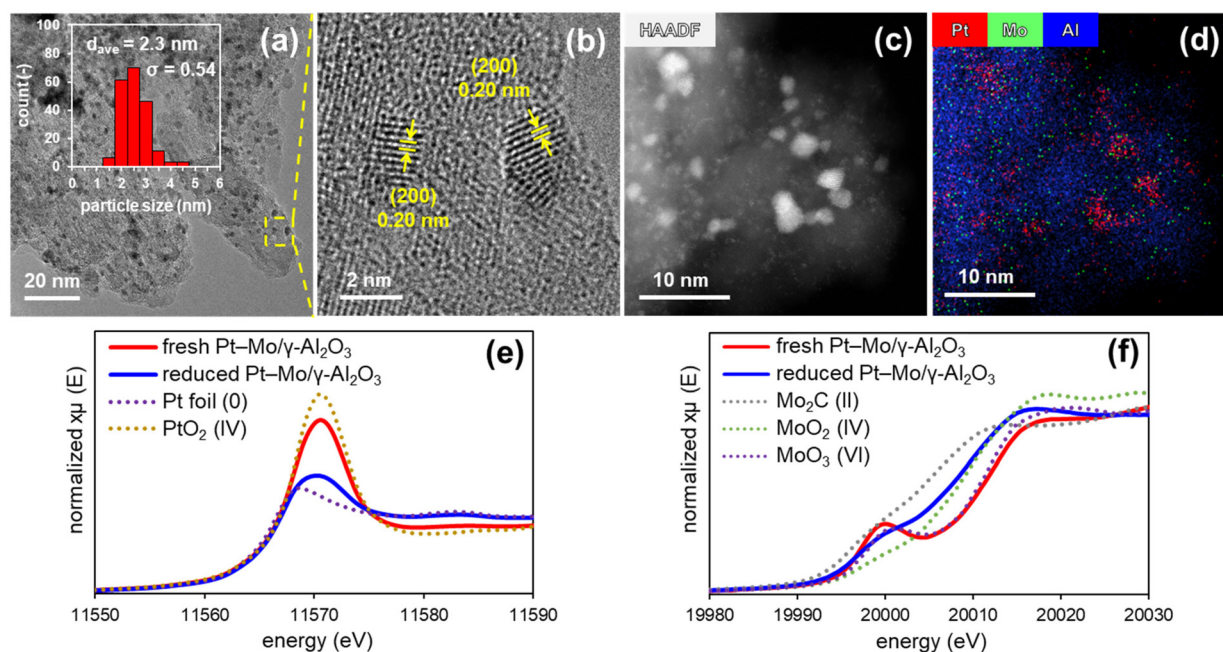 (a)
d_ave = 2.3 nm
σ = 0.54
100
80
60
40
20
0
count (-)
0 1 2 3 4 5 6
particle size (nm)
20 nm
(b)
(200)
0.20 nm
(200)
0.20 nm
2 nm
HAADF
(c)
10 nm
Pt Mo Al
(d)
10 nm
(e)
fresh Pt–Mo/γ-Al₂O₃
reduced Pt–Mo/γ-Al₂O₃
Pt foil (0)
PtO₂ (IV)
normalized xμ (E)
11550 11560 11570 11580 11590
energy (eV)
(f)
fresh Pt–Mo/γ-Al₂O₃
reduced Pt–Mo/γ-Al₂O₃
Mo₂C (II)
MoO₂ (IV)
MoO₃ (VI)
normalized xμ (E)
19980 19990 20000 20010 20020 20030
energy (eV)